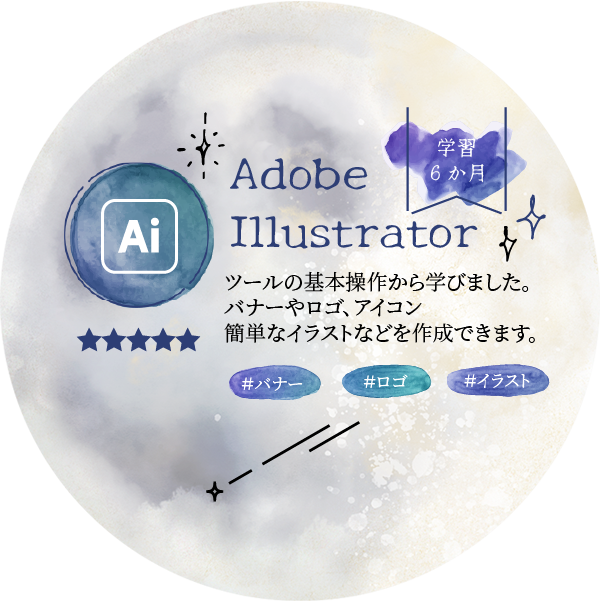 学習
6か月
Adobe
Illustrator
Ai
ツールの基本操作から学びました。
バナーやロゴ、アイコン
簡単なイラストなどを作成できます。
#バナー
#ロゴ
#イラスト